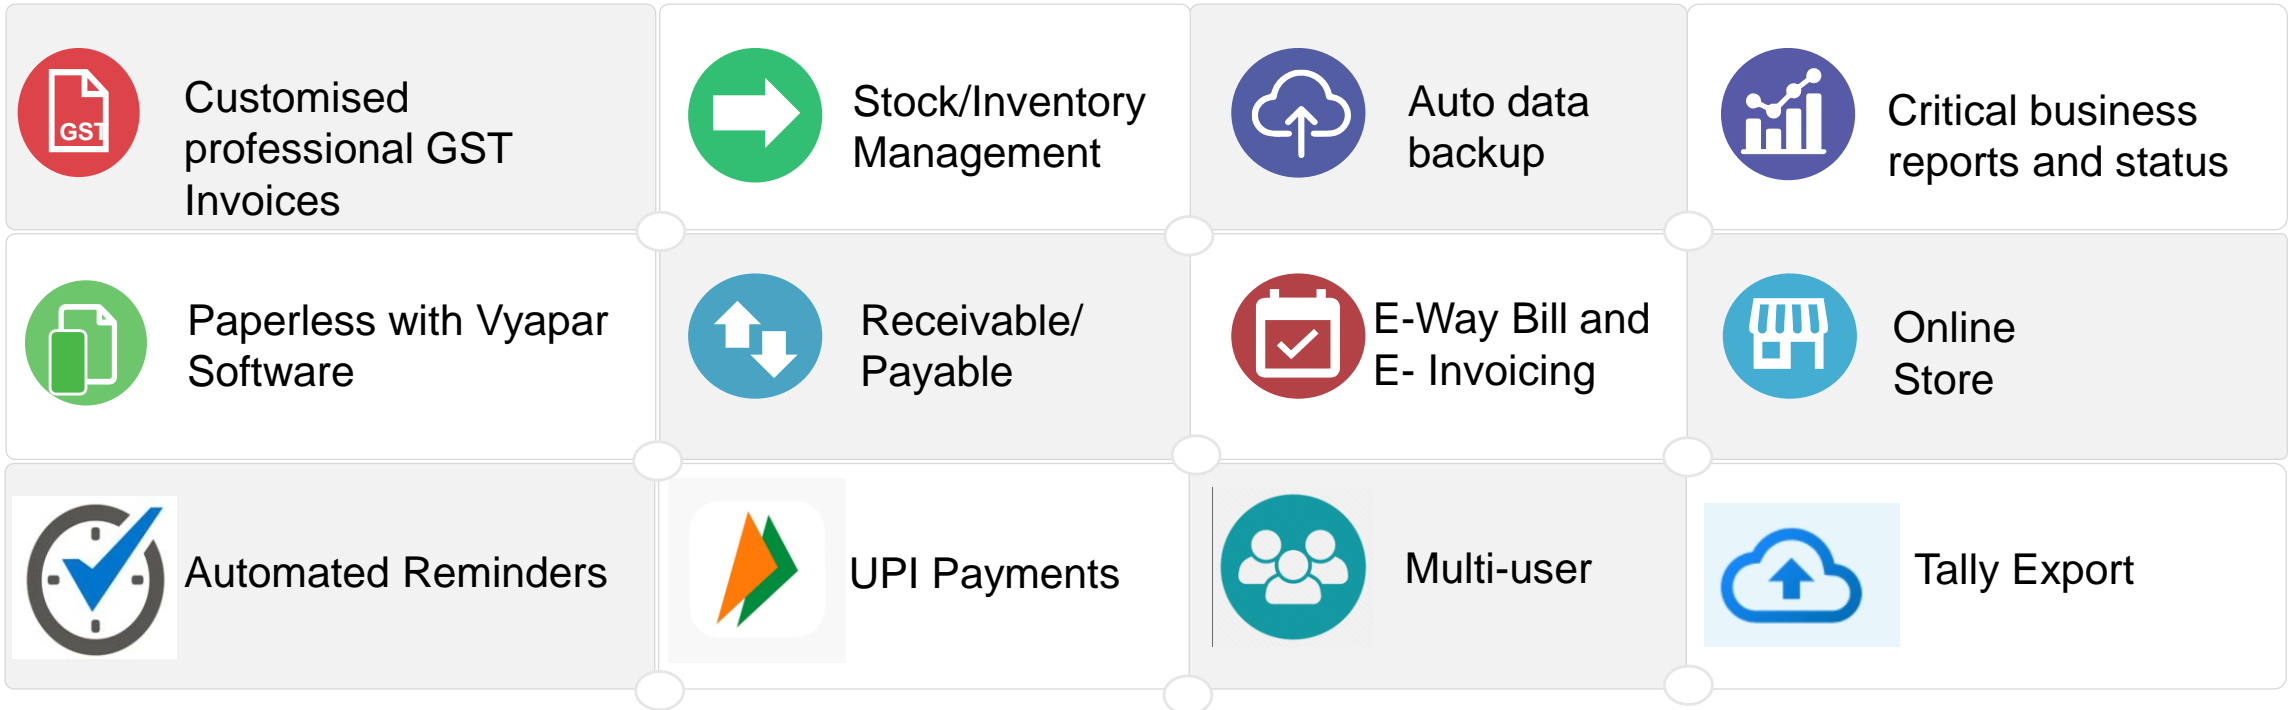 GST
Customised
professional GST
Invoices
Stock/Inventory
Management
Auto data
backup
Critical business
reports and status
Paperless with Vyapar
Software
Receivable/
Payable
E-Way Bill and
E- Invoicing
Online
Store
Automated Reminders
UPI Payments
Multi-user
Tally Export